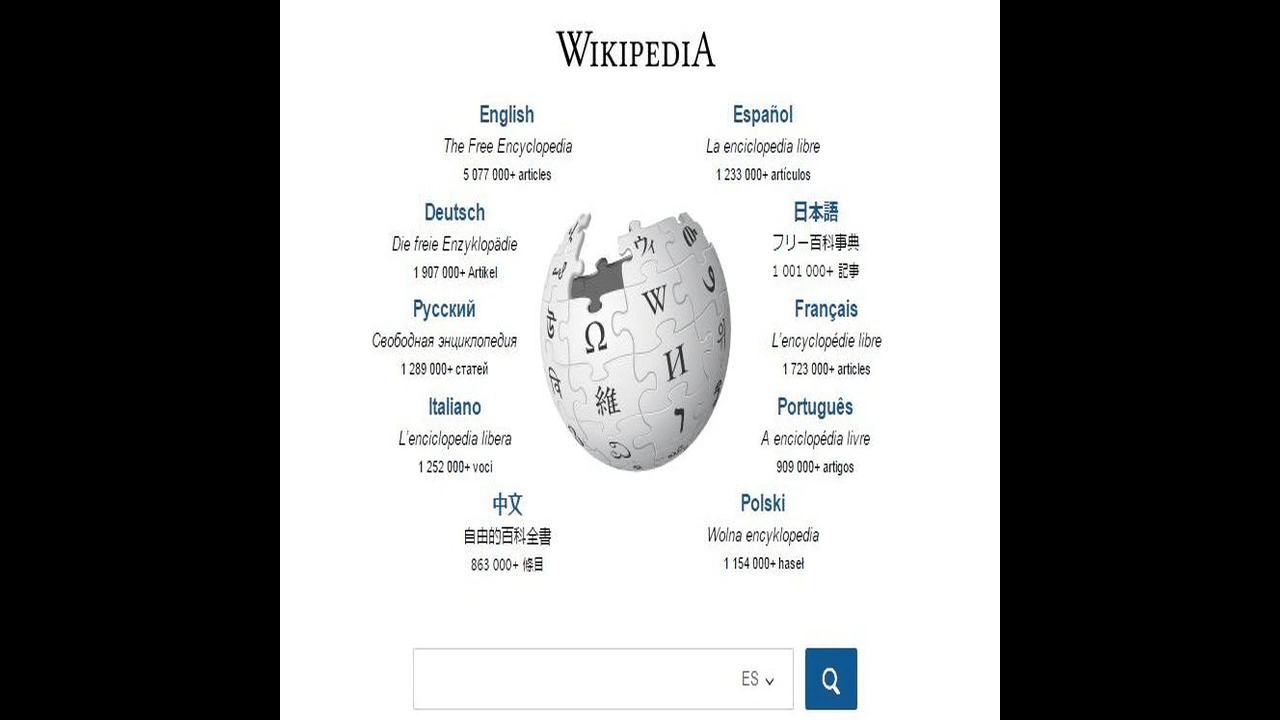 WIKIPEDIA
English
The Free Encyclopedia
5 077 000+ articles
Español
La enciclopedia libre
1 233 000+ artículos
Deutsch
Die freie Enzyklopädie
1 907 000+ Artikel
日本語
フリー百科事典
1 001 000+ 記事
Русский
Свободная энциклопедия
1 289 000+ статей
Français
L'encyclopédie libre
1 723 000+ articles
Italiano
L'enciclopedia libera
1 252 000+ voci
Português
A enciclopédia livre
909 000+ artigos
中文
自由的百科全書
863 000+ 條目
Polski
Wolna encyklopedia
1 154 000+ haseł
ウィ
W
Ω
И
維
ES